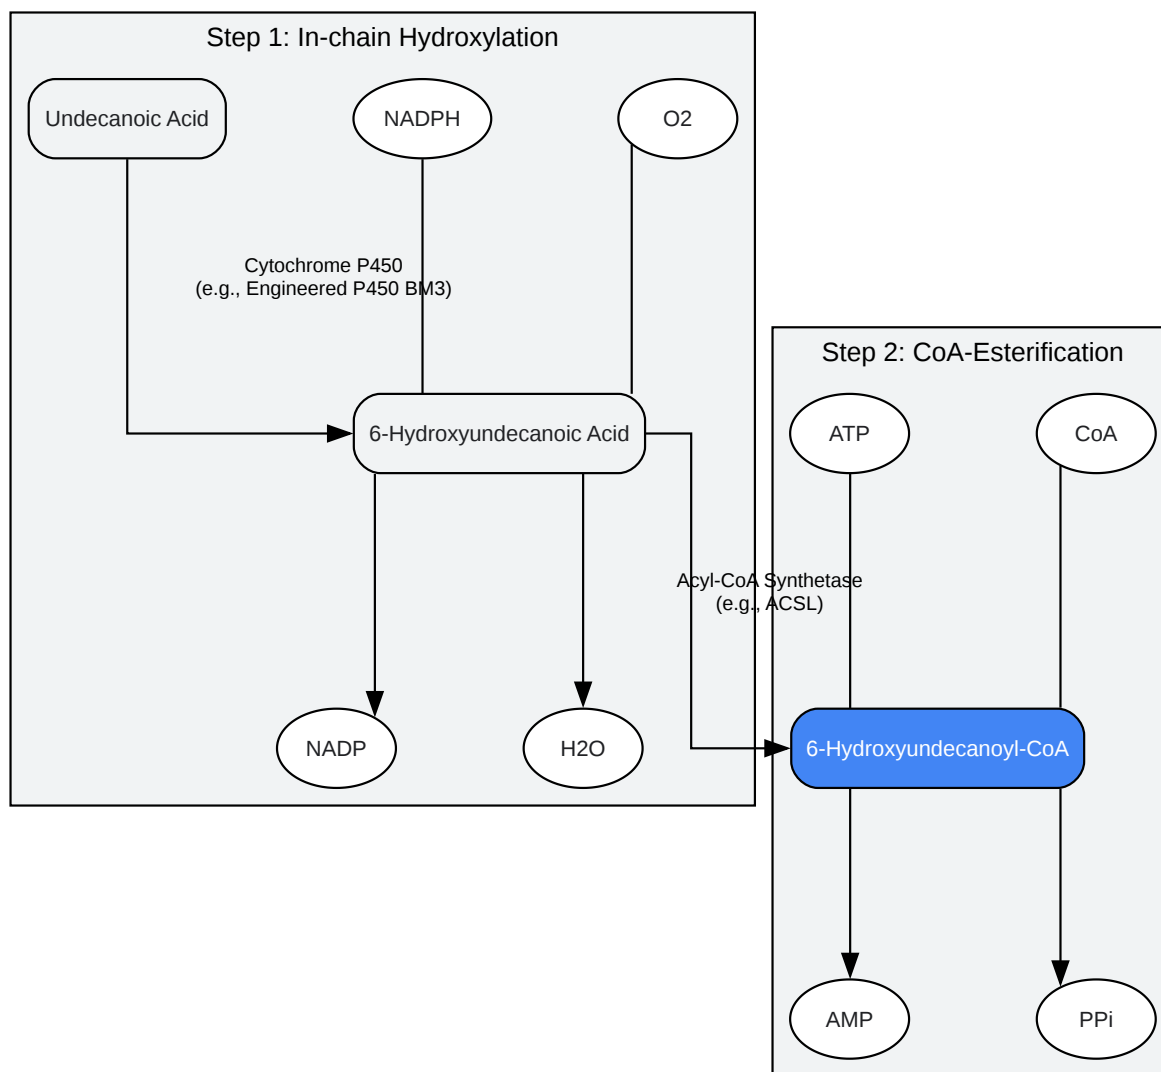 Step 1: In-chain Hydroxylation
Undecanoic Acid
NADPH
O2
Cytochrome P450
(e.g., Engineered P450 BM3)
6-Hydroxyundecanoic Acid
NADP
H2O
Step 2: CoA-Esterification
ATP
CoA
Acyl-CoA Synthetase
(e.g., ACSL)
6-Hydroxyundecanoyl-CoA
AMP
PPi